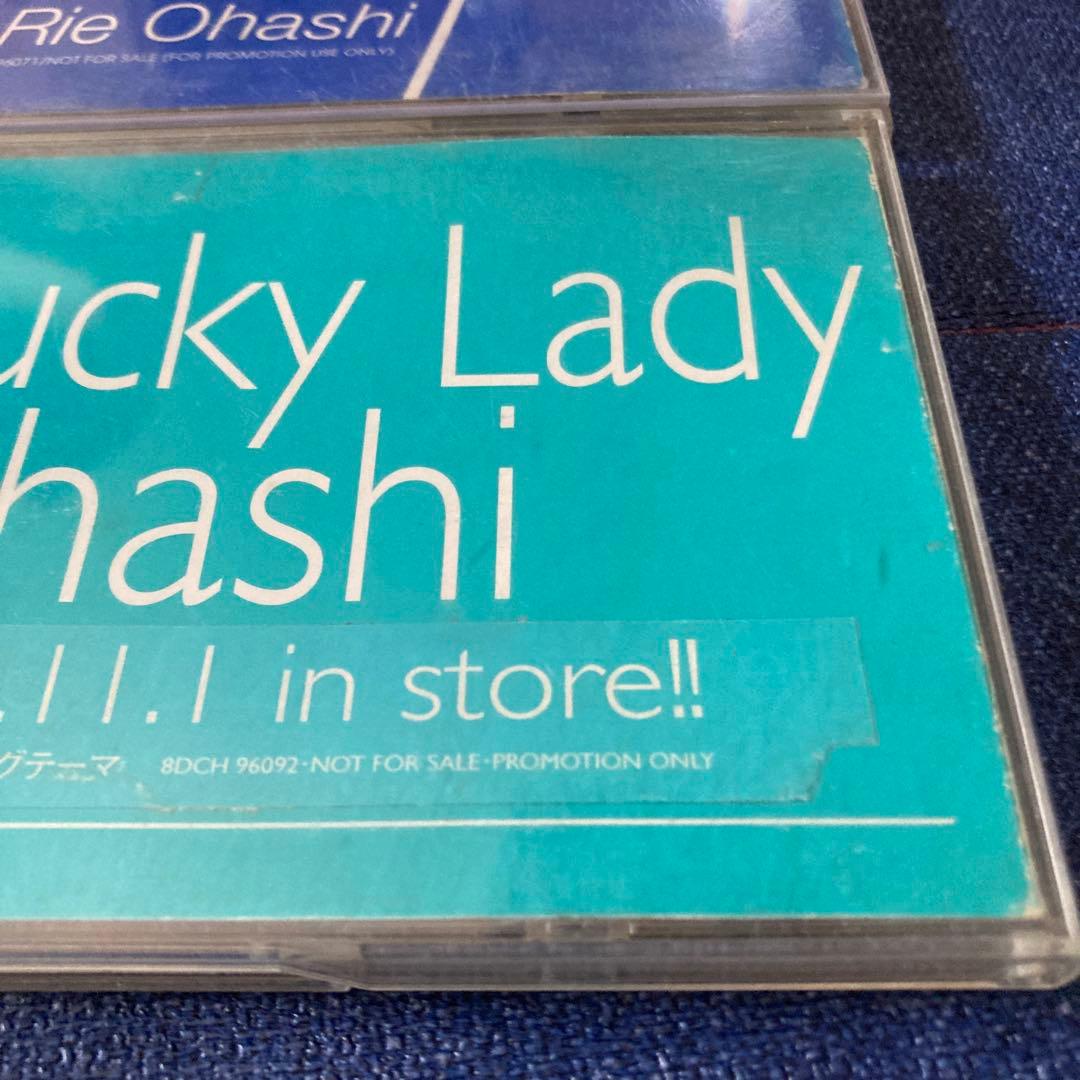 Rie Ohashi
96071/NOT FOR SALE (FOR PROMOTION USE ONLY)
ucky Lady
hashi
.11.1 in store!!
グテーマ 8DCH 96092・NOT FOR SALE・PROMOTION ONLY